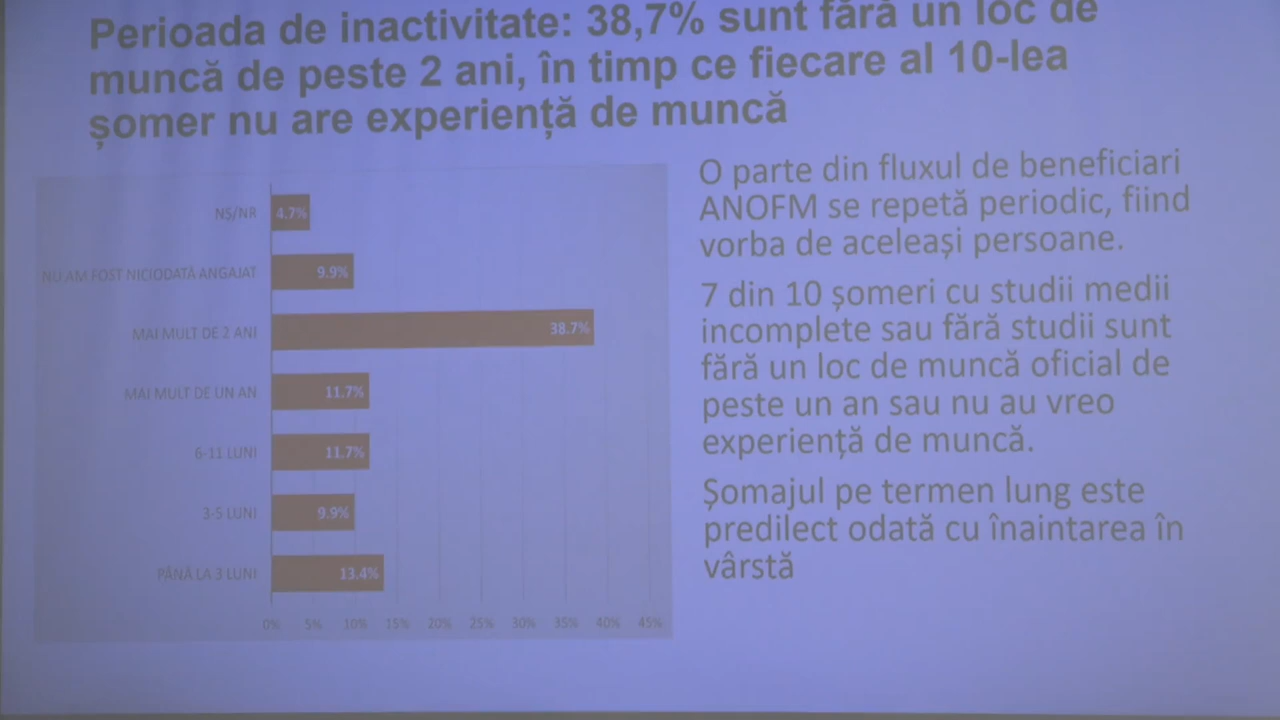 Perioada de inactivitate: 38,7% sunt fără un loc de
muncă de peste 2 ani, în timp ce fiecare al 10-lea
șomer nu are experiență de muncă
NȘ/NR 4.7%
NU AM FOST NICIODATĂ ANGAJAT 9.9%
MAI MULT DE 2 ANI 38.7%
MAI MULT DE UN AN 11.7%
6-11 LUNI 11.7%
3-5 LUNI 9.9%
PÂNĂ LA 3 LUNI 13.4%
0% 5% 10% 15% 20% 25% 30% 35% 40% 45%
O parte din fluxul de beneficiari
ANOFM se repetă periodic, fiind
vorba de aceleași persoane.
7 din 10 șomeri cu studii medii
incomplete sau fără studii sunt
fără un loc de muncă oficial de
peste un an sau nu au vreo
experiență de muncă.
Șomajul pe termen lung este
predilect odată cu înaintarea în
vârstă